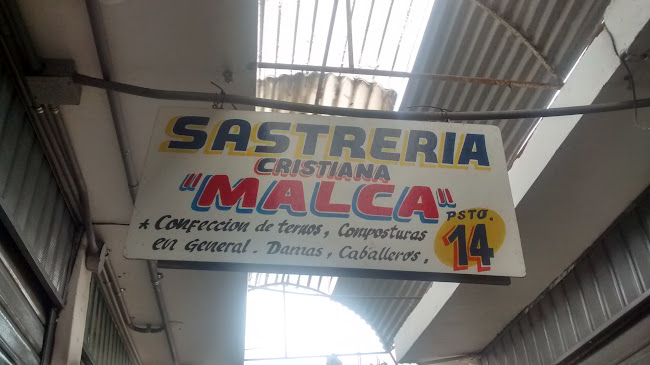 SASTRERIA
CRISTIANA
"MALCA"
PSTO.
14
* Confeccion de ternos, Composturas
en General. Damas, Caballeros.